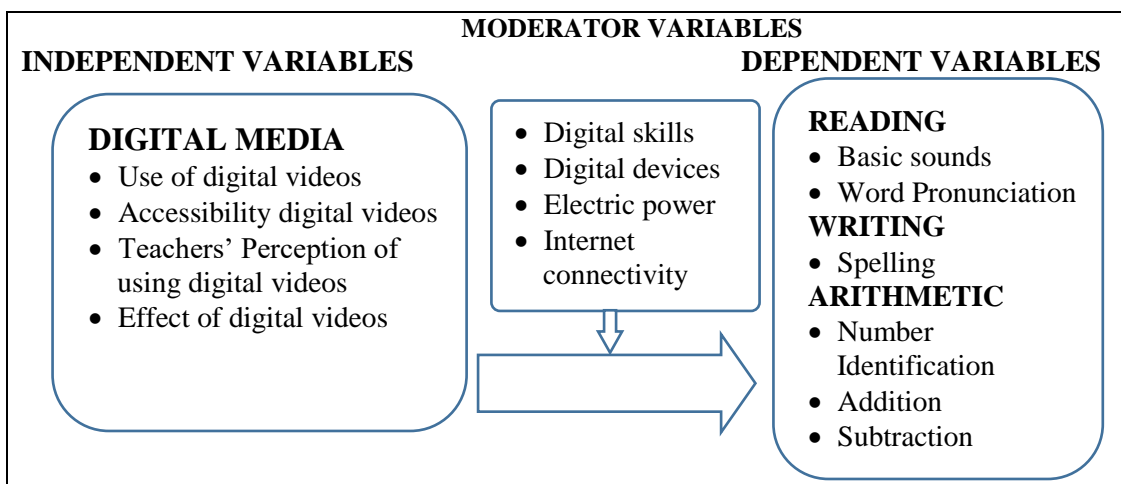 MODERATOR VARIABLES
INDEPENDENT VARIABLES
DEPENDENT VARIABLES
DIGITAL MEDIA
• Use of digital videos
• Accessibility digital videos
• Teachers’ Perception of
using digital videos
• Effect of digital videos
• Digital skills
• Digital devices
• Electric power
• Internet
connectivity
READING
• Basic sounds
• Word Pronunciation
WRITING
• Spelling
ARITHMETIC
• Number
Identification
• Addition
• Subtraction